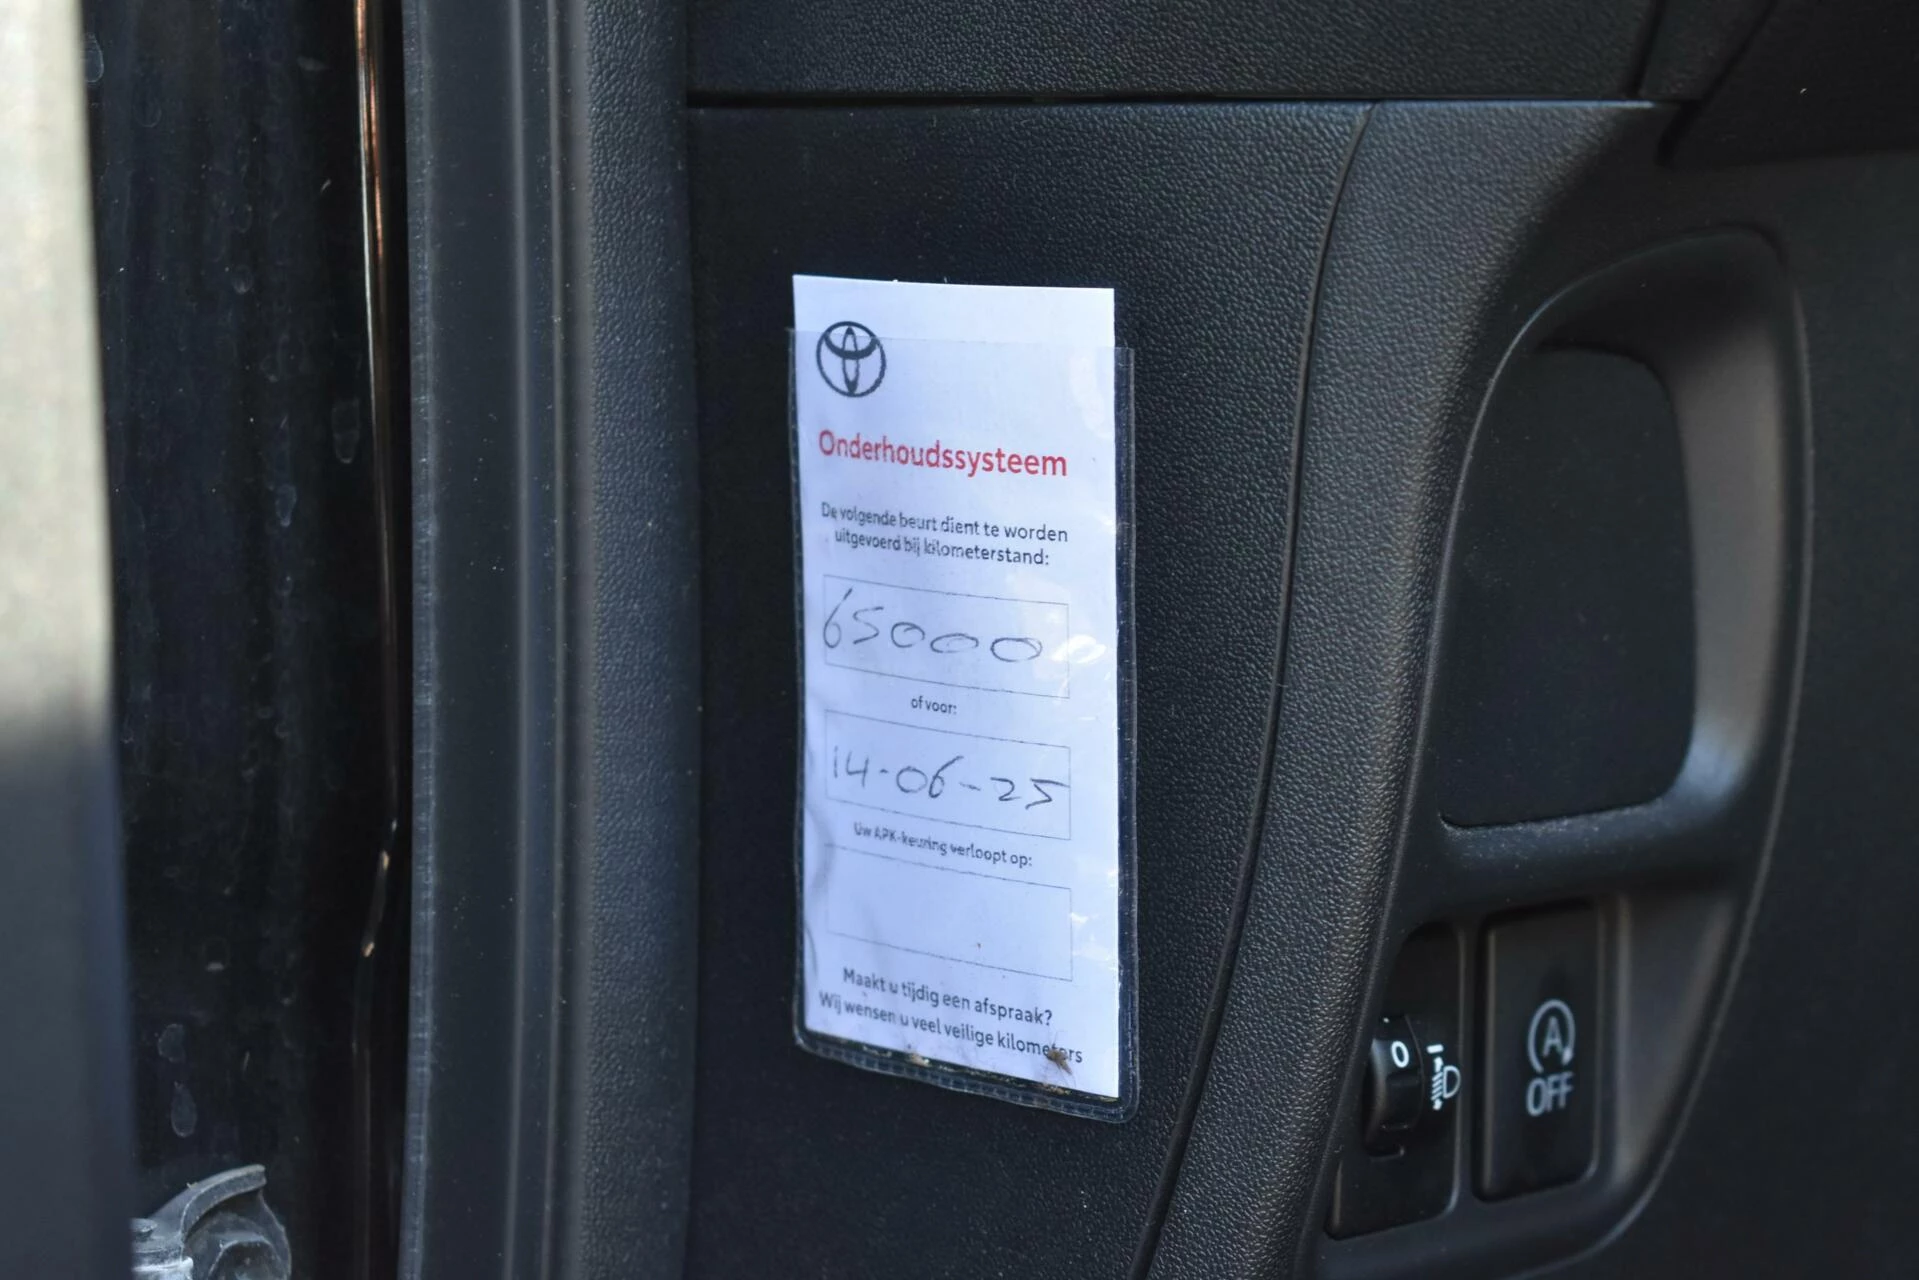 Onderhoudssysteem
De volgende beurt dient te worden
uitgevoerd bij kilometerstand:
65000
of voor:
14-06-25
Uw APK-keuring verloopt op:
Maakt u tijdig een afspraak?
Wij wensen u veel veilige kilometers
0
A
OFF